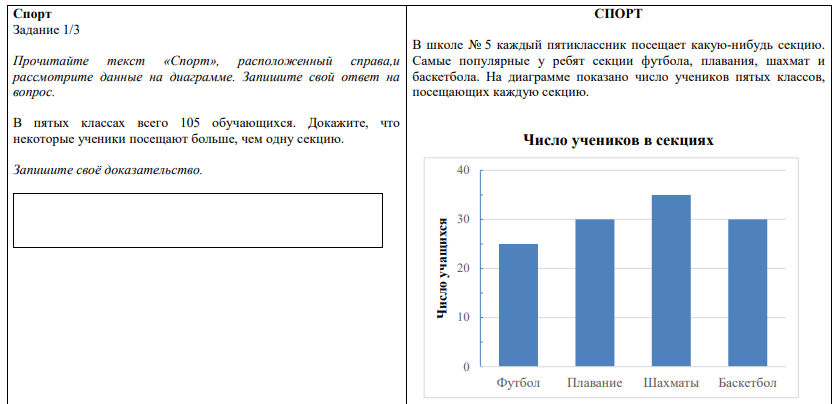 Спорт
Задание 1/3
Прочитайте текст «Спорт», расположенный справа,и
рассмотрите данные на диаграмме. Запишите свой ответ на
вопрос.
В пятых классах всего 105 обучающихся. Докажите, что
некоторые ученики посещают больше, чем одну секцию.
Запишите своё доказательство.
СПОРТ
В школе № 5 каждый пятиклассник посещает какую-нибудь секцию.
Самые популярные у ребят секции футбола, плавания, шахмат и
баскетбола. На диаграмме показано число учеников пятых классов,
посещающих каждую секцию.
Число учеников в секциях
Число учащихся
40
30
20
10
0
Футбол Плавание Шахматы Баскетбол